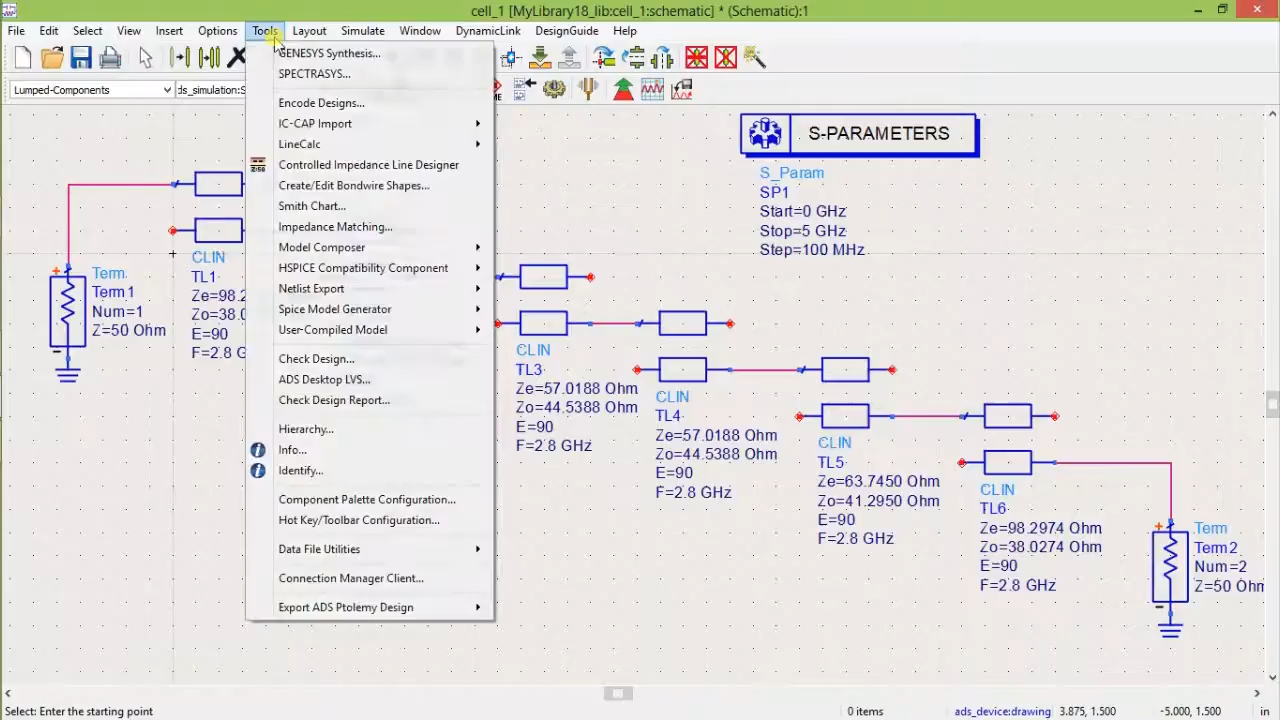 cell_1 [MyLibrary18_lib:cell_1:schematic] * (Schematic):1
File Edit Select View Insert Options Tools Layout Simulate Window DynamicLink DesignGuide Help
Lumped-Components
ds_simulation:S
GENESYS Synthesis...
SPECTRASYS...
Encode Designs...
IC-CAP Import
LineCalc
Controlled Impedance Line Designer
Create/Edit Bondwire Shapes...
Smith Chart...
Impedance Matching...
Model Composer
HSPICE Compatibility Component
Netlist Export
Spice Model Generator
User-Compiled Model
Check Design...
ADS Desktop LVS...
Check Design Report...
Hierarchy...
Info...
Identify...
Component Palette Configuration...
Hot Key/Toolbar Configuration...
Data File Utilities
Connection Manager Client...
Export ADS Ptolemy Design
S-PARAMETERS
S_Param
SP1
Start=0 GHz
Stop=5 GHz
Step=100 MHz
Term
Term1
Num=1
Z=50 Ohm
CLIN
TL1
Ze=98.2
Zo=38.0
E=90
F=2.8 G
CLIN
TL3
Ze=57.0188 Ohm
Zo=44.5388 Ohm
E=90
F=2.8 GHz
CLIN
TL4
Ze=57.0188 Ohm
Zo=44.5388 Ohm
E=90
F=2.8 GHz
CLIN
TL5
Ze=63.7450 Ohm
Zo=41.2950 Ohm
E=90
F=2.8 GHz
CLIN
TL6
Ze=98.2974 Ohm
Zo=38.0274 Ohm
E=90
F=2.8 GHz
Term
Term2
Num=2
Z=50 Ohm
Select: Enter the starting point
0 items
ads_device:drawing
3.875, 1.500
-5.000, 1.500
in